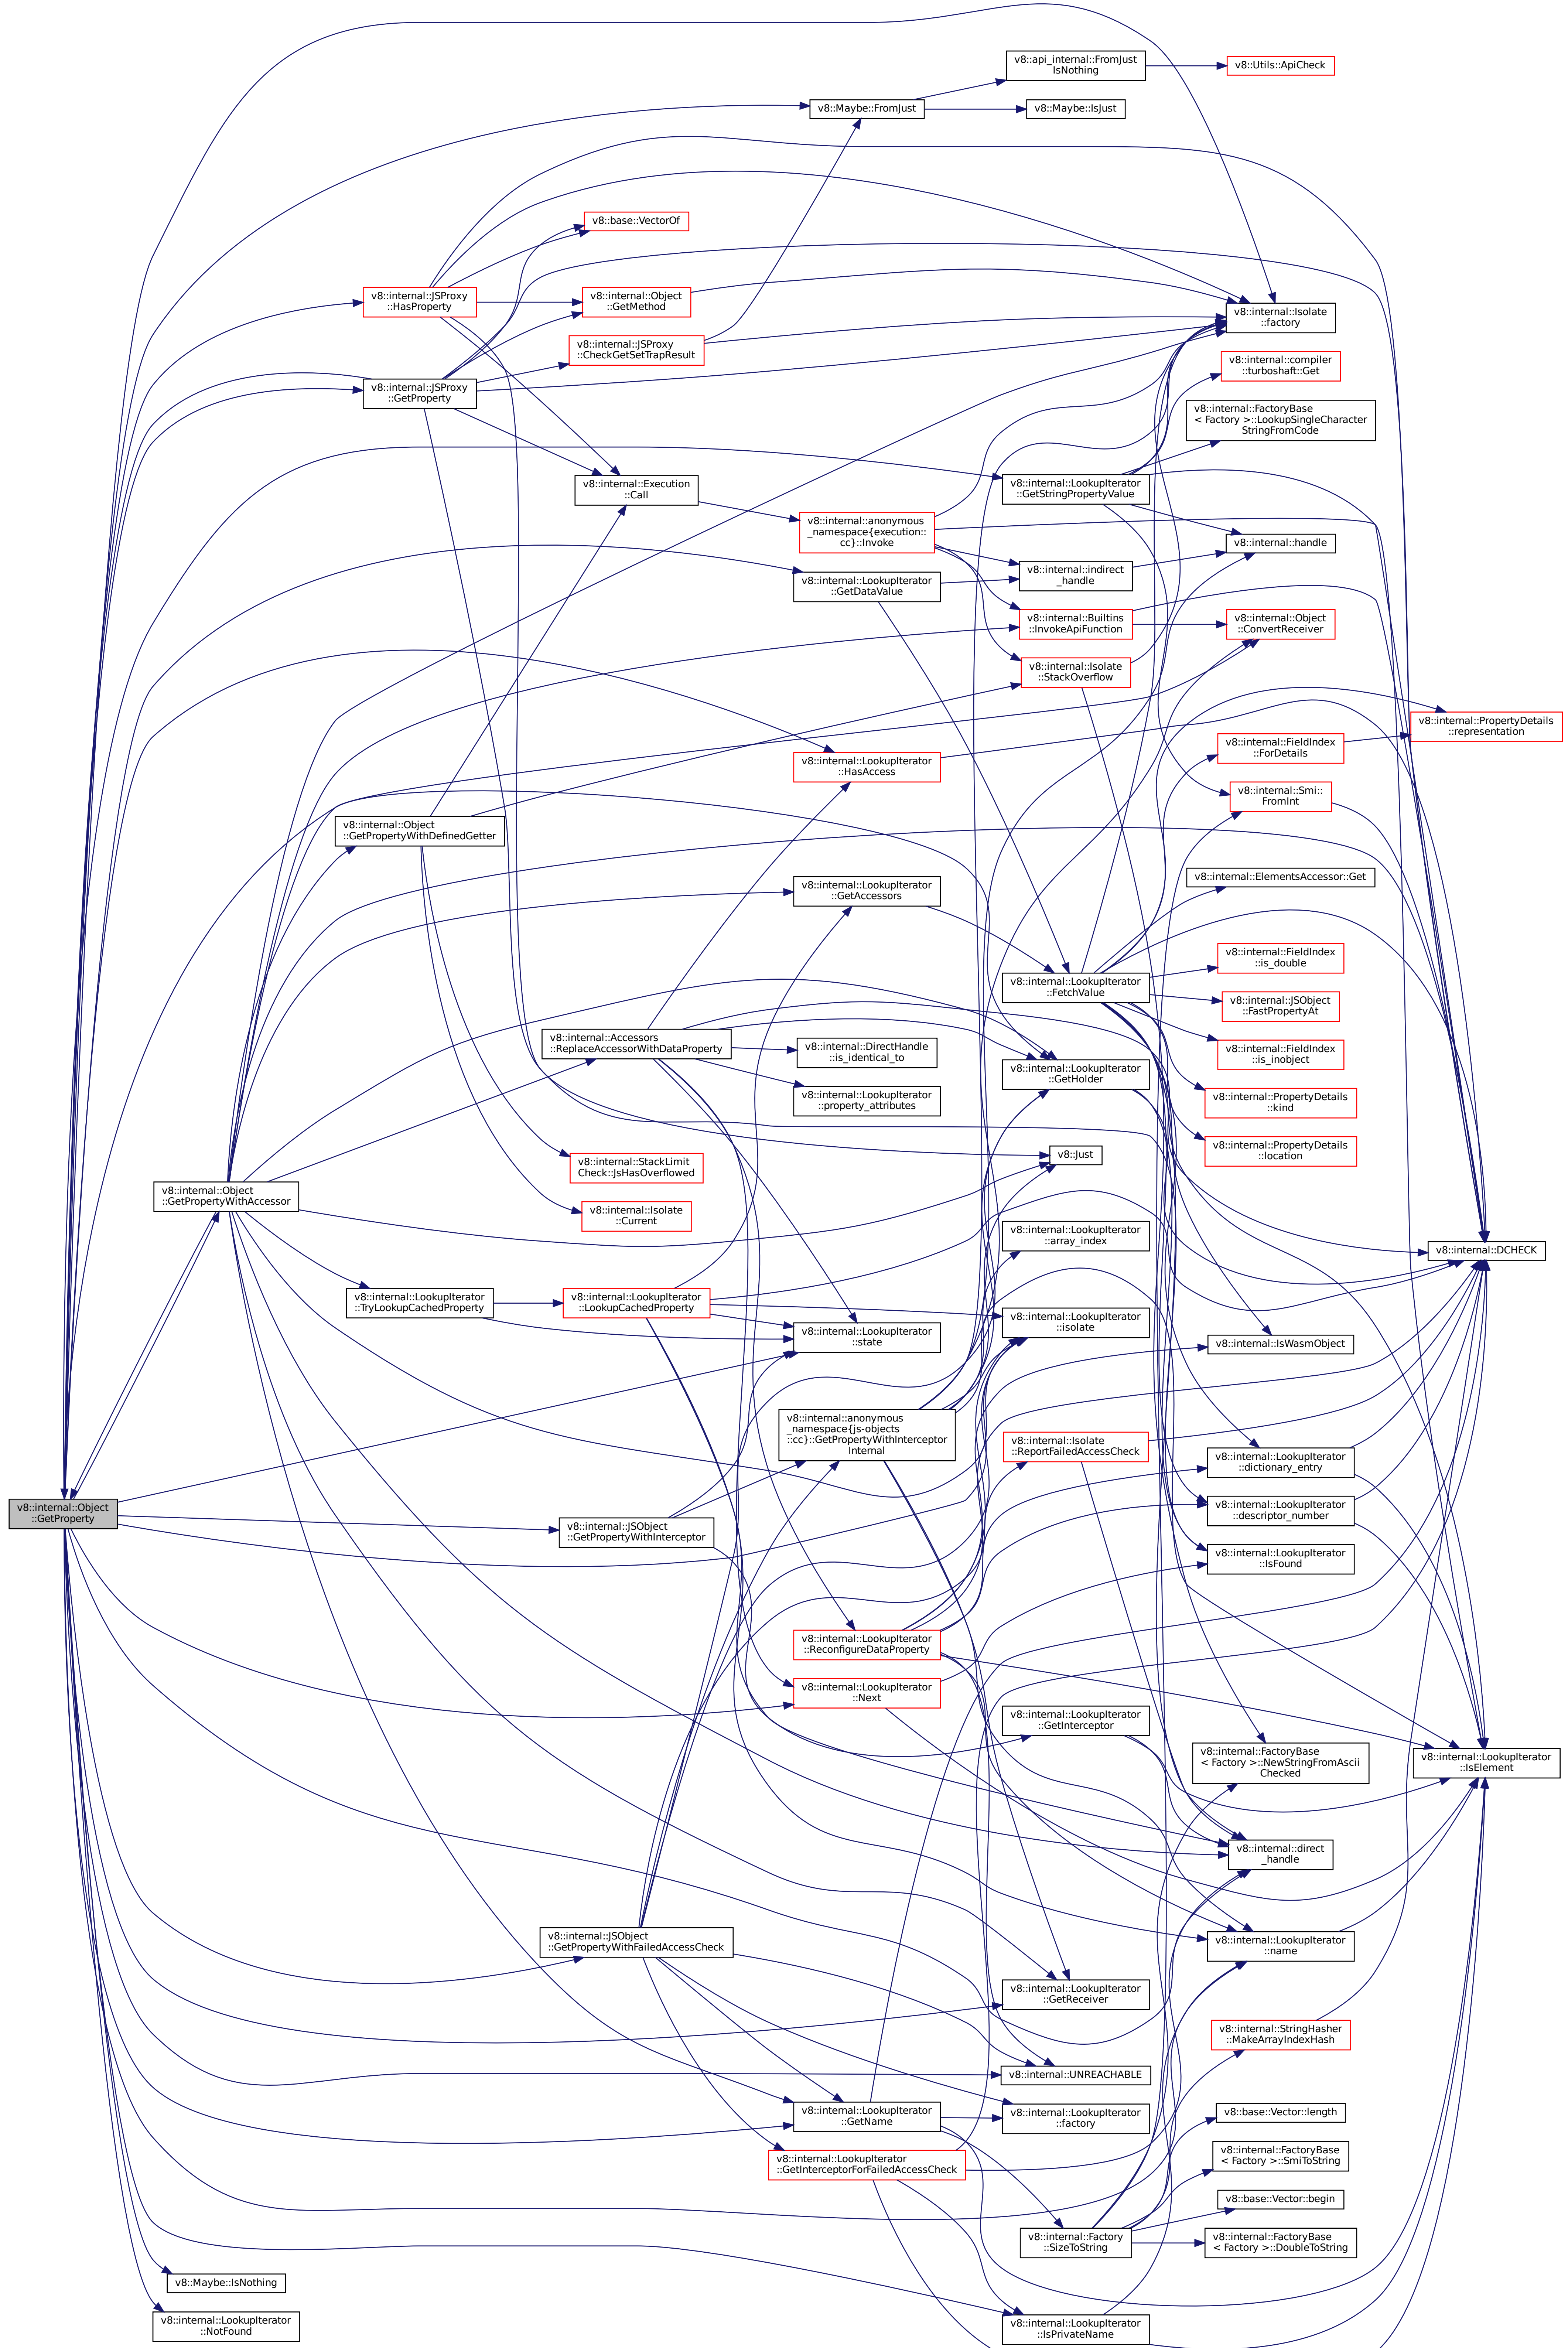 v8::api_internal::FromJust
IsNothing
v8::Utils::ApiCheck
v8::Maybe::FromJust
v8::Maybe::IsJust
v8::base::VectorOf
v8::internal::JSProxy
::HasProperty
v8::internal::Object
::GetMethod
v8::internal::Isolate
::factory
v8::internal::JSProxy
::CheckGetSetTrapResult
v8::internal::compiler
::turboshaft::Get
v8::internal::JSProxy
::GetProperty
v8::internal::FactoryBase
< Factory >::LookupSingleCharacter
StringFromCode
v8::internal::Execution
::Call
v8::internal::LookupIterator
::GetStringPropertyValue
v8::internal::anonymous
_namespace{execution::
cc}::Invoke
v8::internal::handle
v8::internal::indirect
_handle
v8::internal::LookupIterator
::GetDataValue
v8::internal::Builtins
::InvokeApiFunction
v8::internal::Object
::ConvertReceiver
v8::internal::Isolate
::StackOverflow
v8::internal::PropertyDetails
::representation
v8::internal::FieldIndex
::ForDetails
v8::internal::LookupIterator
::HasAccess
v8::internal::Smi::
FromInt
v8::internal::Object
::GetPropertyWithDefinedGetter
v8::internal::ElementsAccessor::Get
v8::internal::LookupIterator
::GetAccessors
v8::internal::FieldIndex
::is_double
v8::internal::LookupIterator
::FetchValue
v8::internal::JSObject
::FastPropertyAt
v8::internal::Accessors
::ReplaceAccessorWithDataProperty
v8::internal::DirectHandle
::is_identical_to
v8::internal::FieldIndex
::is_inobject
v8::internal::LookupIterator
::GetHolder
v8::internal::LookupIterator
::property_attributes
v8::internal::PropertyDetails
::kind
v8::internal::PropertyDetails
::location
v8::Just
v8::internal::StackLimit
Check::JsHasOverflowed
v8::internal::Object
::GetPropertyWithAccessor
v8::internal::Isolate
::Current
v8::internal::LookupIterator
::array_index
v8::internal::DCHECK
v8::internal::LookupIterator
::TryLookupCachedProperty
v8::internal::LookupIterator
::LookupCachedProperty
v8::internal::LookupIterator
::isolate
v8::internal::LookupIterator
::state
v8::internal::IsWasmObject
v8::internal::anonymous
_namespace{js-objects
::cc}::GetPropertyWithInterceptor
Internal
v8::internal::Isolate
::ReportFailedAccessCheck
v8::internal::LookupIterator
::dictionary_entry
v8::internal::Object
::GetProperty
v8::internal::LookupIterator
::descriptor_number
v8::internal::JSObject
::GetPropertyWithInterceptor
v8::internal::LookupIterator
::IsFound
v8::internal::LookupIterator
::ReconfigureDataProperty
v8::internal::LookupIterator
::Next
v8::internal::LookupIterator
::GetInterceptor
v8::internal::FactoryBase
< Factory >::NewStringFromAscii
Checked
v8::internal::LookupIterator
::IsElement
v8::internal::direct
_handle
v8::internal::JSObject
::GetPropertyWithFailedAccessCheck
v8::internal::LookupIterator
::name
v8::internal::LookupIterator
::GetReceiver
v8::internal::StringHasher
::MakeArrayIndexHash
v8::internal::UNREACHABLE
v8::internal::LookupIterator
::GetName
v8::internal::LookupIterator
::factory
v8::base::Vector::length
v8::internal::LookupIterator
::GetInterceptorForFailedAccessCheck
v8::internal::FactoryBase
< Factory >::SmiToString
v8::base::Vector::begin
v8::internal::Factory
::SizeToString
v8::internal::FactoryBase
< Factory >::DoubleToString
v8::Maybe::IsNothing
v8::internal::LookupIterator
::NotFound
v8::internal::LookupIterator
::IsPrivateName